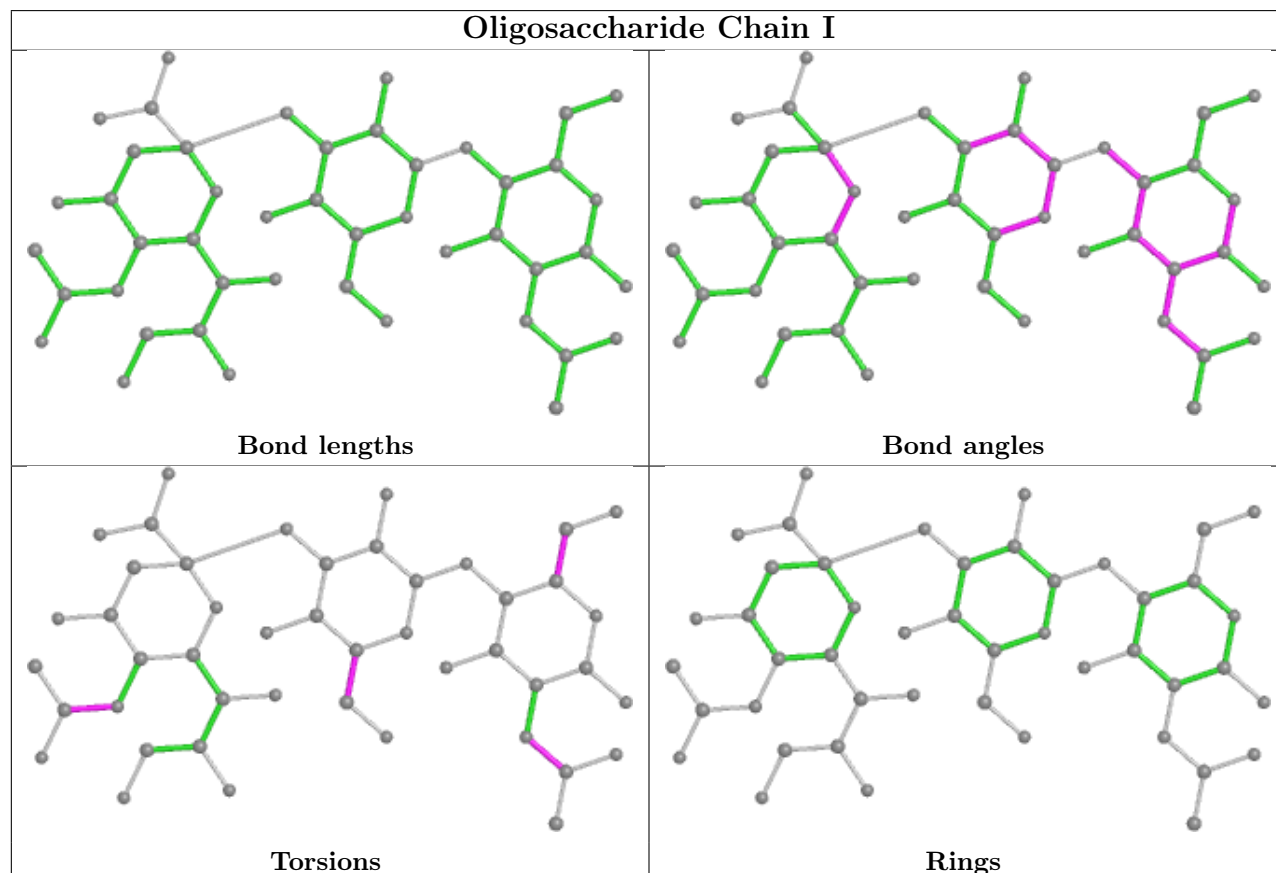 Oligosaccharide Chain I
Bond lengths
Bond angles
Torsions
Rings